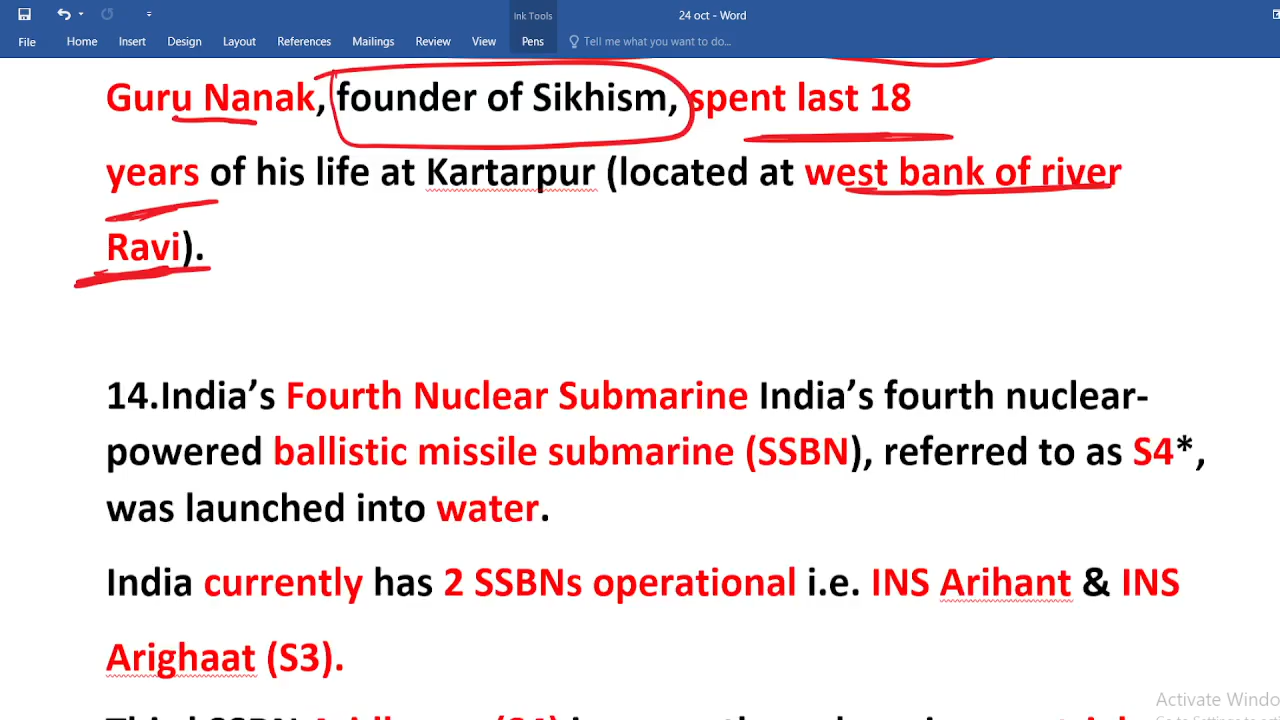 Ink Tools
24 oct - Word
File Home Insert Design Layout References Mailings Review View Pens Tell me what you want to do...
Guru Nanak, founder of Sikhism, spent last 18
years of his life at Kartarpur (located at west bank of river
Ravi).
14.India's Fourth Nuclear Submarine India's fourth nuclear-
powered ballistic missile submarine (SSBN), referred to as S4*,
was launched into water.
India currently has 2 SSBNs operational i.e. INS Arihant & INS
Arighaat (S3).
Third SSBN
Activate Windo